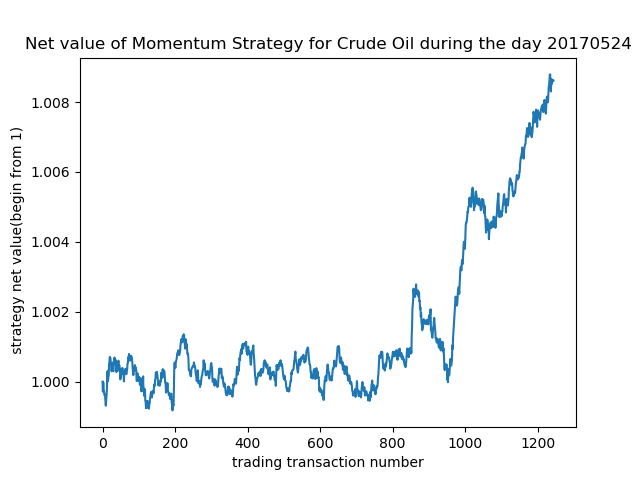 Net value of Momentum Strategy for Crude Oil during the day 20170524
strategy net value(begin from 1)
1.008
1.006
1.004
1.002
1.000
0 200 400 600 800 1000 1200
trading transaction number